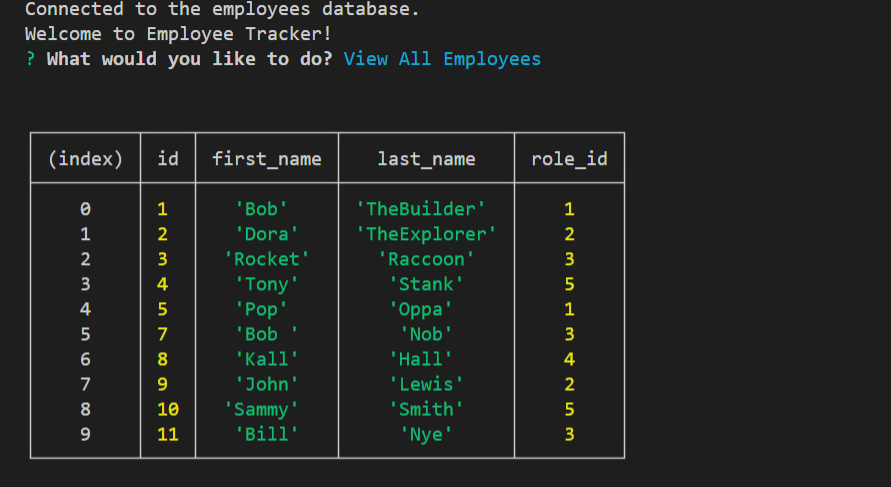 Connected to the employees database.
Welcome to Employee Tracker!
? What would you like to do? View All Employees
(index) id first_name last_name role_id
0 1 'Bob' 'TheBuilder' 1
1 2 'Dora' 'TheExplorer' 2
2 3 'Rocket' 'Raccoon' 3
3 4 'Tony' 'Stank' 5
4 5 'Pop' 'Oppa' 1
5 7 'Bob ' 'Nob' 3
6 8 'Kall' 'Hall' 4
7 9 'John' 'Lewis' 2
8 10 'Sammy' 'Smith' 5
9 11 'Bill' 'Nye' 3